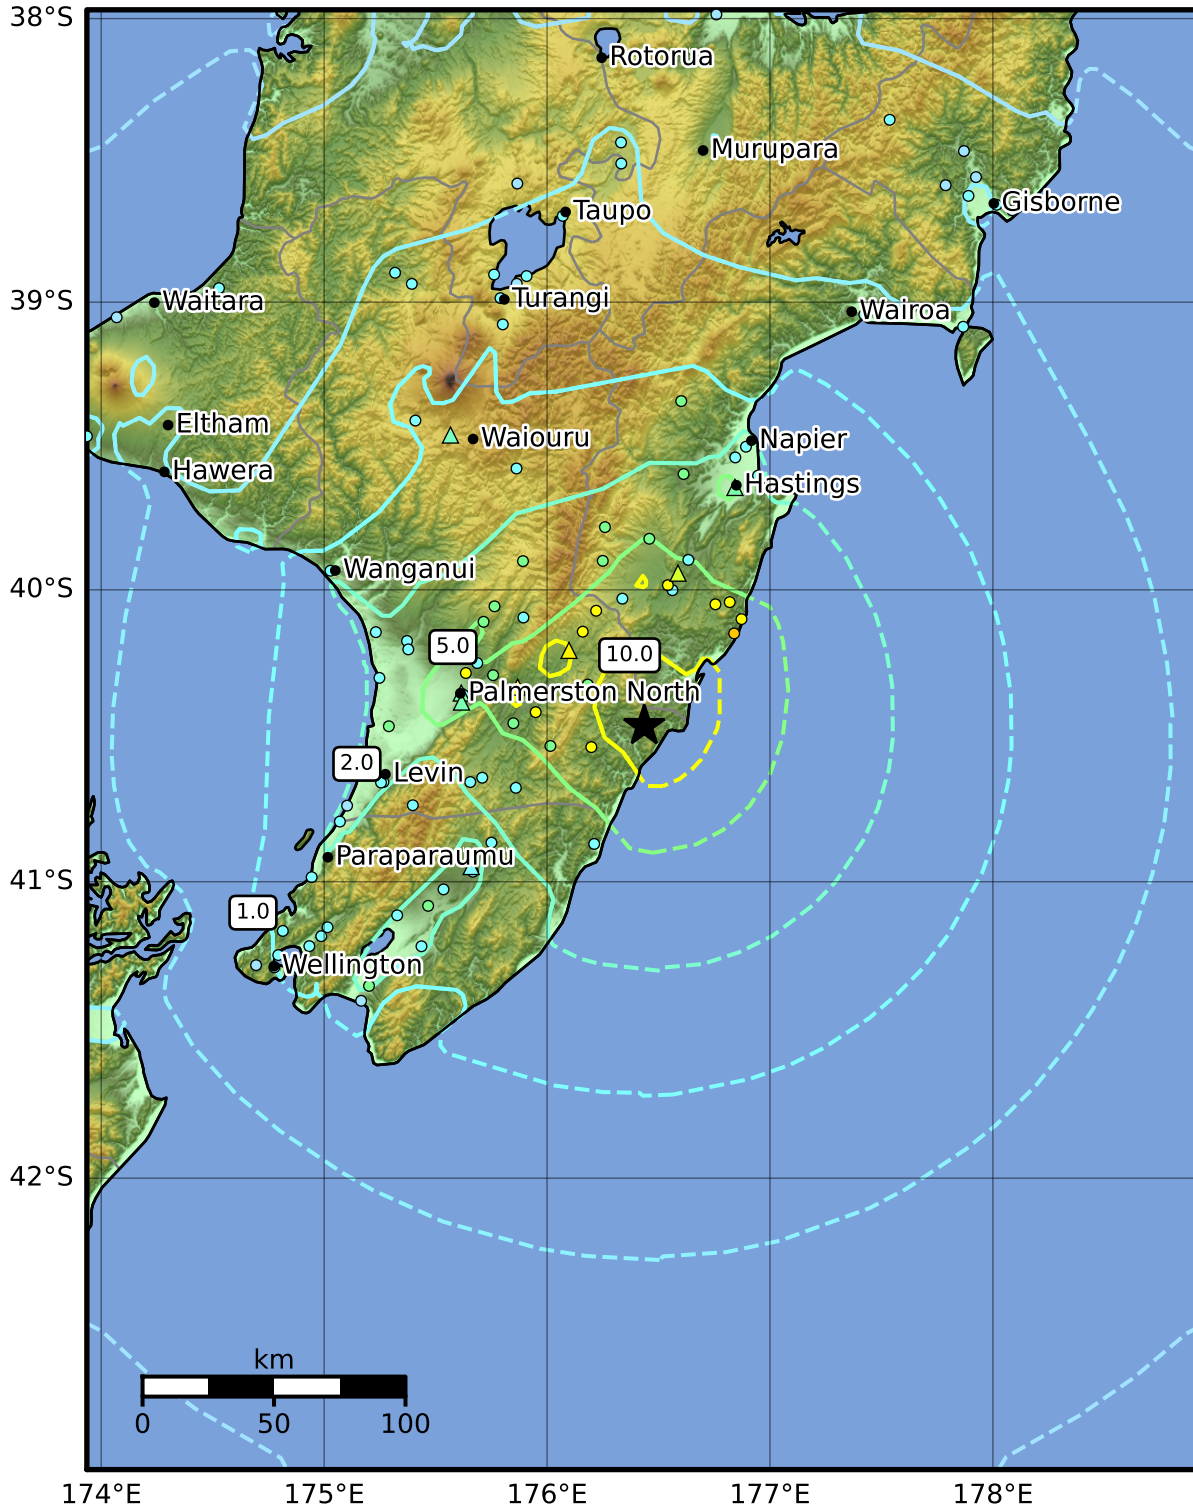 38°S
Rotorua
Murupara
Gisborne
Taupo
39°S
Waitara
Turangi
Wairoa
Eltham
Waiouru
Napier
Hawera
Hastings
40°S
Wanganui
5.0
10.0
Palmerston North
2.0
Levin
Paraparaumu
41°S
1.0
Wellington
42°S
km
0 50 100
174°E 175°E 176°E 177°E 178°E